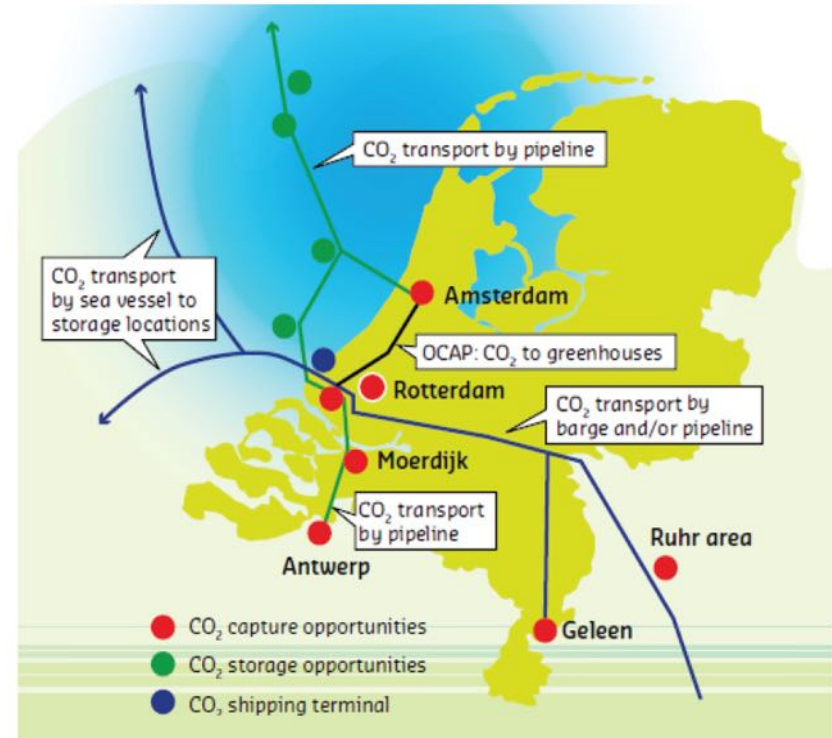 CO₂ transport by pipeline
CO₂ transport
by sea vessel to
storage locations
Amsterdam
OCAP: CO₂ to greenhouses
Rotterdam
CO₂ transport by
barge and/or pipeline
Moerdijk
CO₂ transport
by pipeline
Ruhr area
Antwerp
Geleen
CO₂ capture opportunities
CO₂ storage opportunities
CO₂ shipping terminal